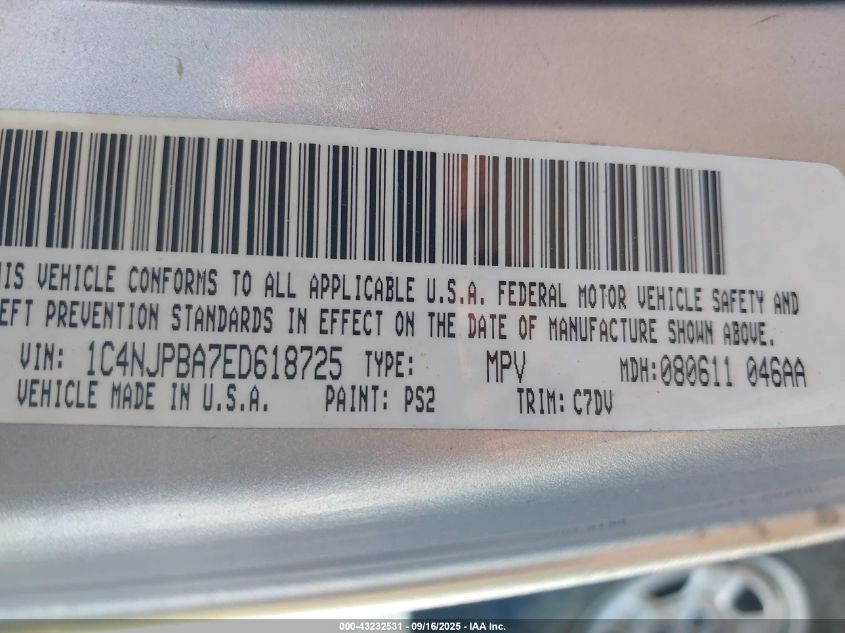 HIS VEHICLE CONFORMS TO ALL APPLICABLE U.S.A. FEDERAL MOTOR VEHICLE SAFETY AND
EFT PREVENTION STANDARDS IN EFFECT ON THE DATE OF MANUFACTURE SHOWN ABOVE.
VIN: 1C4NJPBA7ED618725 TYPE: MPV MDH:080611 046AA
VEHICLE MADE IN U.S.A. PAINT: PS2 TRIM: C7DV
000-43232531 - 09/16/2025 - IAA Inc.